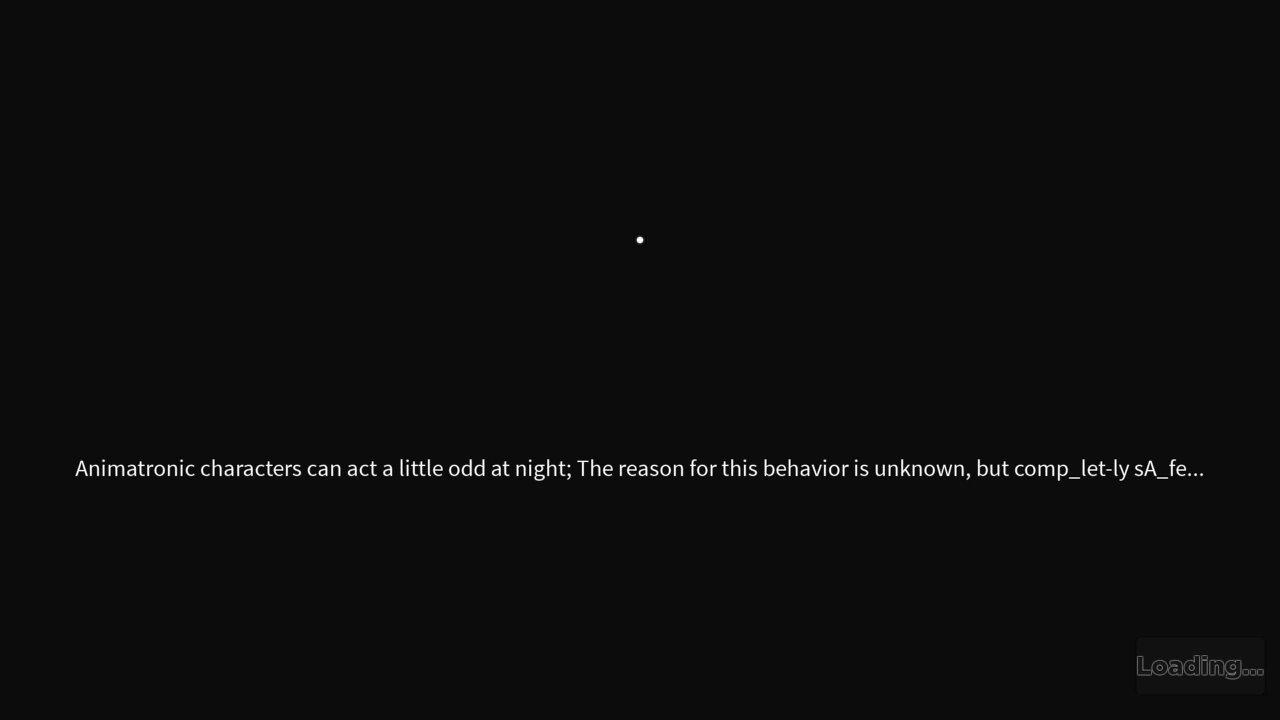 Animatronic characters can act a little odd at night; The reason for this behavior is unknown, but comp_let-ly sA_fe...
Loading...